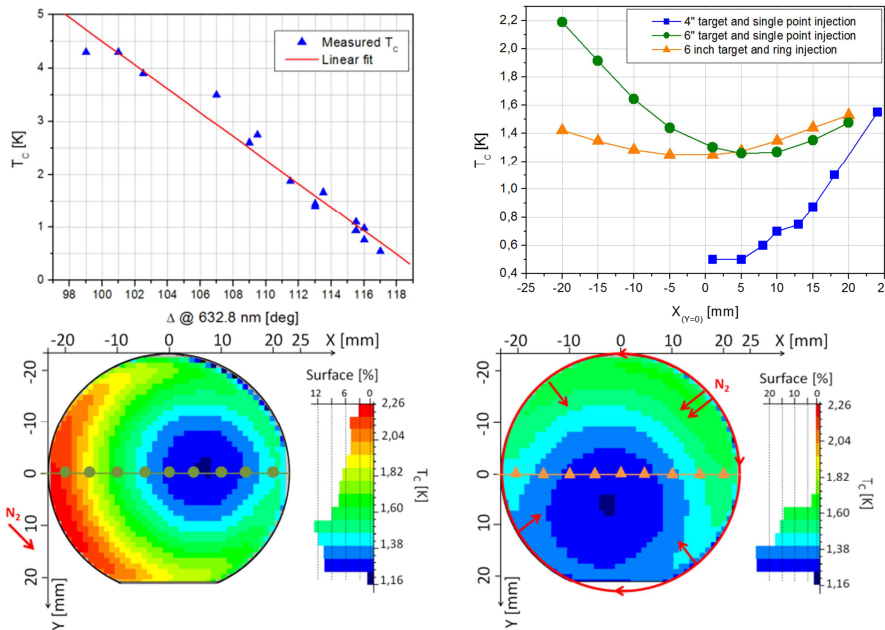 5
4
3
2
1
0
T_C [K]
Measured T_C
Linear fit
98 100 102 104 106 108 110 112 114 116 118
Δ @ 632.8 nm [deg]
2,2
2,0
1,8
1,6
1,4
1,2
1,0
0,8
0,6
0,4
T_C [K]
4" target and single point injection
6" target and single point injection
6 inch target and ring injection
-25 -20 -15 -10 -5 0 5 10 15 20 2
X_(Y=0) [mm]
-20 -10 0 10 20 25 X [mm]
-20
-10
0
10
20
Y [mm]
N₂
Surface [%]
12 6 0
2,26
2,04
1,82
1,60
1,38
1,16
T_C [K]
-20 -10 0 10 20 X [mm]
-20
-10
0
10
20
Y [mm]
N₂
Surface [%]
20 10 0
2,26
2,04
1,82
1,60
1,38
1,16
T_C [K]